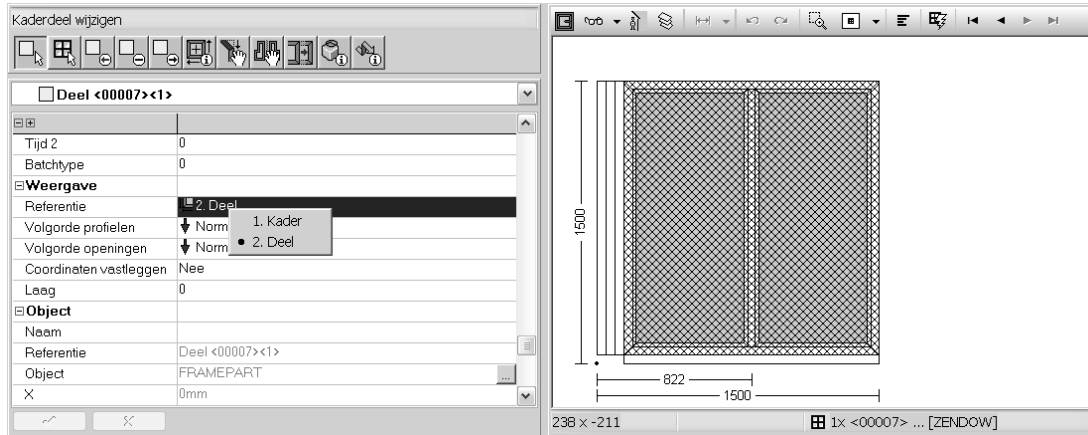 Kaderdeel wijzigen
Deel <00007><1>
Tijd 2 0
Batchtype 0
Weergave
Referentie 2. Deel
Volgorde profielen Norm
1. Kader
Volgorde openingen Norm
2. Deel
Coordinaten vastleggen Nee
Laag 0
Object
Naam
Referentie Deel <00007><1>
Object FRAMEPART ...
X 0mm
1500
822
1500
238 x -211
1x <00007> ... [ZENDOW]